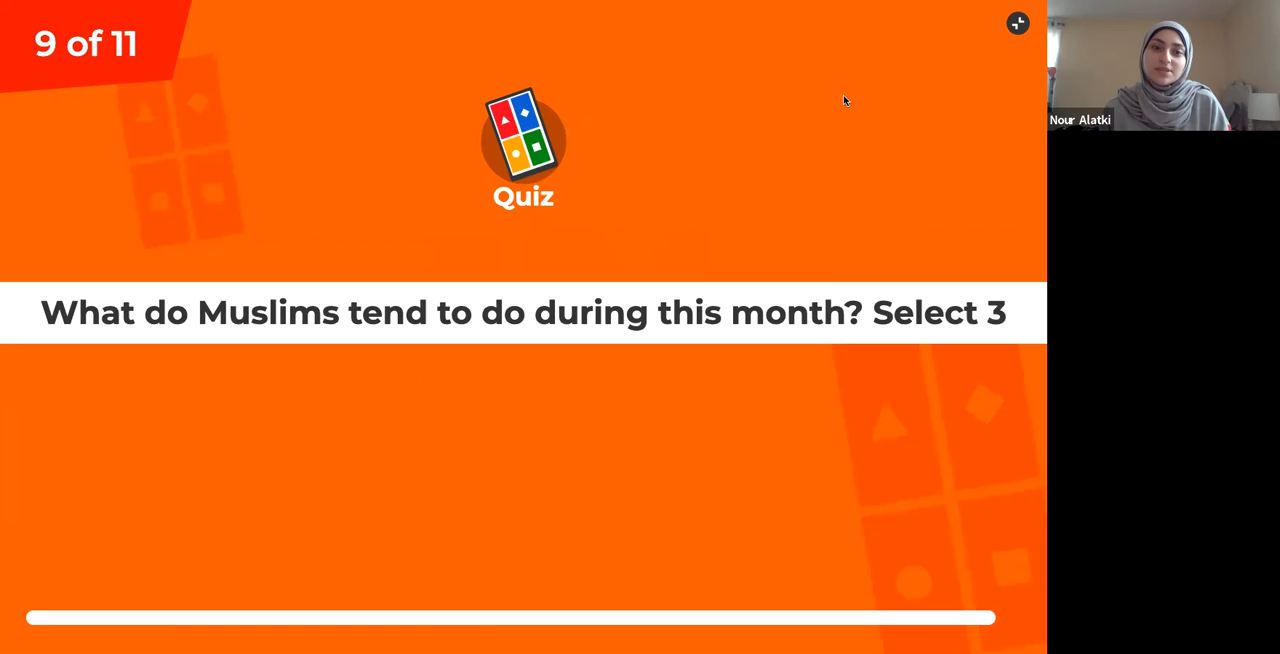 9 of 11
Quiz
What do Muslims tend to do during this month? Select 3
Nour Alatki